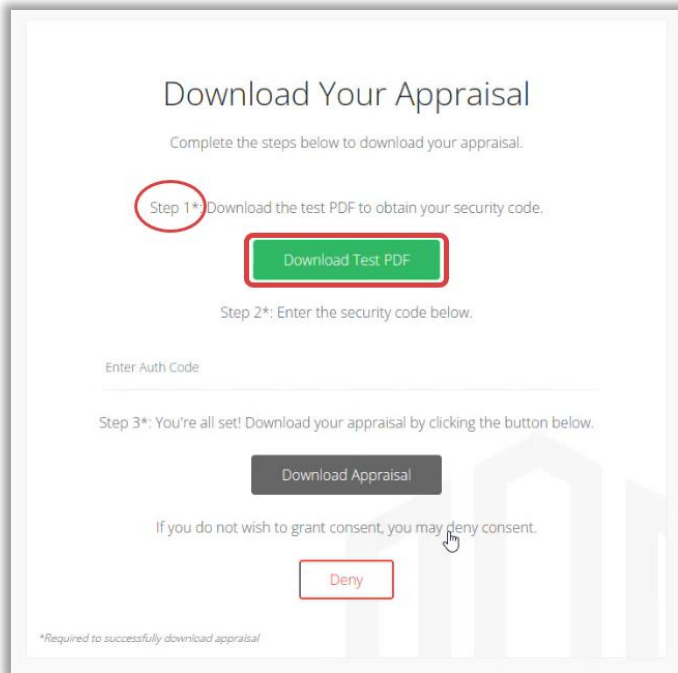 Download Your Appraisal
Complete the steps below to download your appraisal.
Step 1*: Download the test PDF to obtain your security code.
Download Test PDF
Step 2*: Enter the security code below.
Enter Auth Code
Step 3*: You're all set! Download your appraisal by clicking the button below.
Download Appraisal
If you do not wish to grant consent, you may deny consent.
Deny
*Required to successfully download appraisal